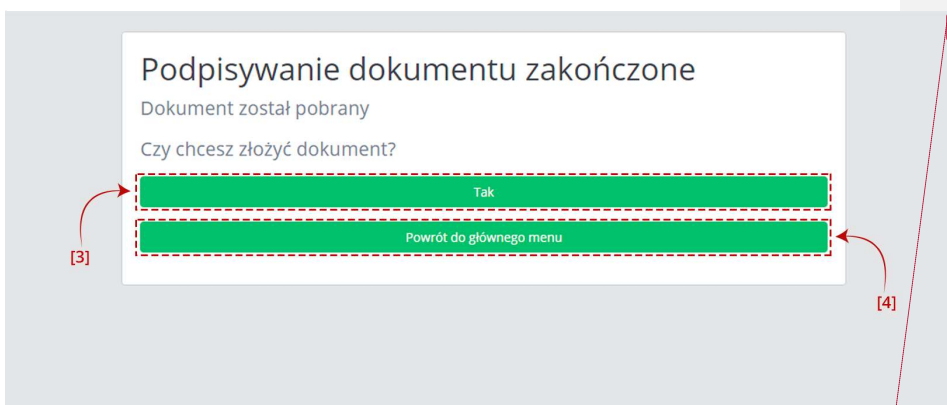 Podpisywanie dokumentu zakończone
Dokument został pobrany
Czy chcesz złożyć dokument?
Tak
Powrót do głównego menu
[3]
[4]